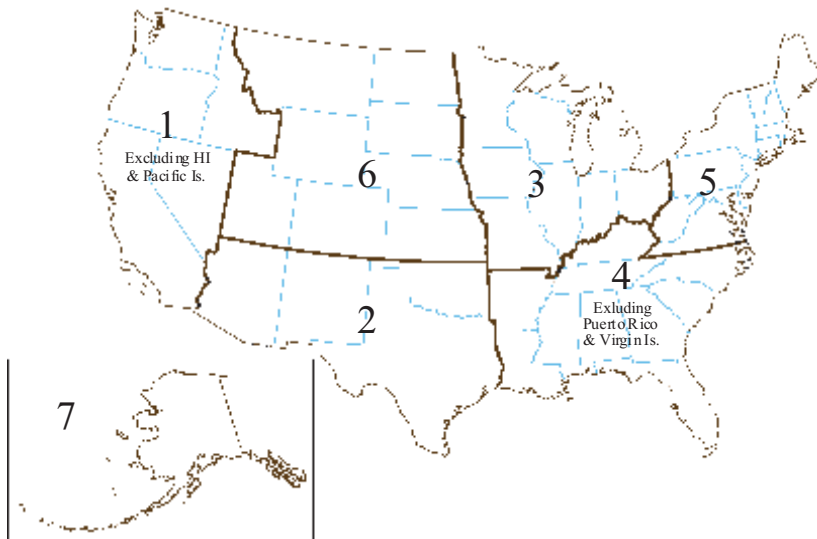 1
Excluding HI
& Pacific Is.
6
3
5
4
Exluding
Puerto Rico
& Virgin Is.
2
7